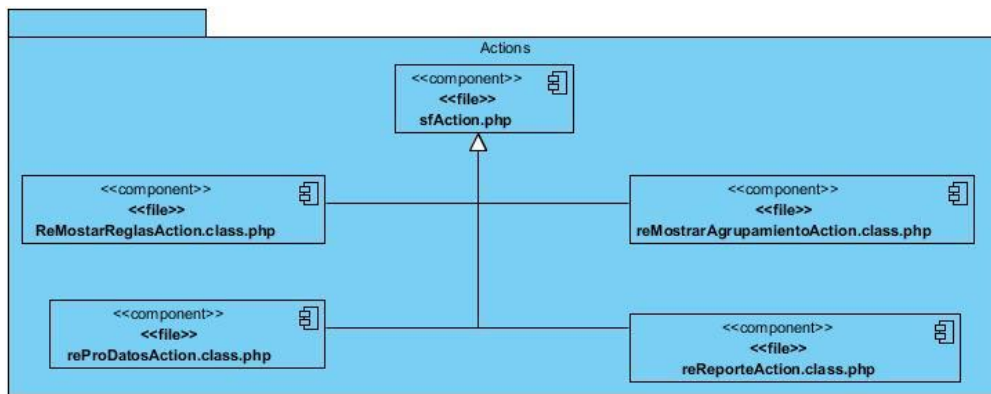 Actions
<<component>>
<<file>>
sfAction.php
<<component>>
<<file>>
ReMostarReglasAction.class.php
<<component>>
<<file>>
reMostrarAgrupamientoAction.class.php
<<component>>
<<file>>
reProDatosAction.class.php
<<component>>
<<file>>
reReporteAction.class.php